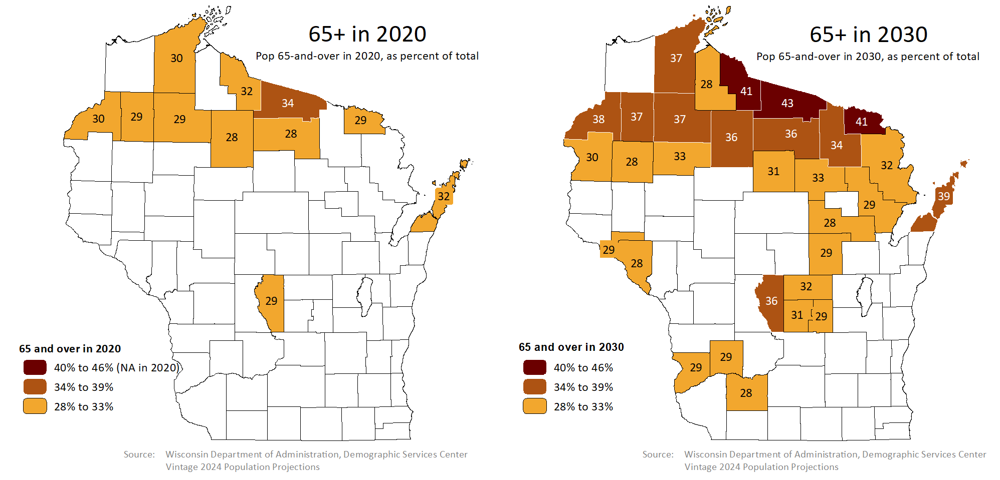 65+ in 2020
Pop 65-and-over in 2020, as percent of total
30
32
34
30
29
29
28
28
29
32
29
65 and over in 2020
40% to 46% (NA in 2020)
34% to 39%
28% to 33%
Source: Wisconsin Department of Administration, Demographic Services Center
Vintage 2024 Population Projections
65+ in 2030
Pop 65-and-over in 2030, as percent of total
37
28
41
43
38
37
37
36
36
34
41
30
28
33
31
33
32
39
29
28
29
28
29
36
32
31
29
29
29
28
65 and over in 2030
40% to 46%
34% to 39%
28% to 33%
Source: Wisconsin Department of Administration, Demographic Services Center
Vintage 2024 Population Projections